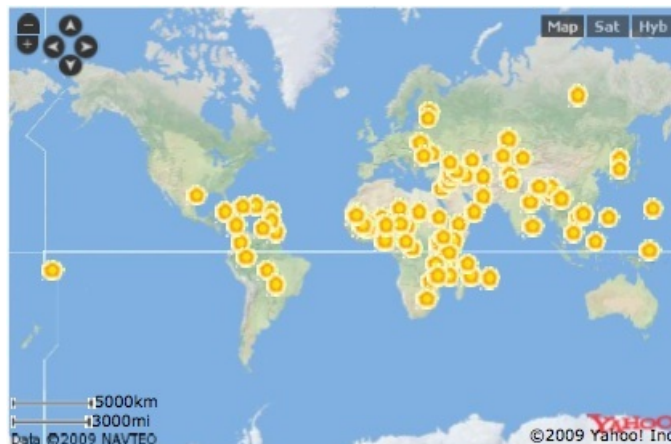 Map Sat Hyb
5000km
3000mi
Data ©2009 NAVTEQ
YAHOO
©2009 Yahoo! Inc